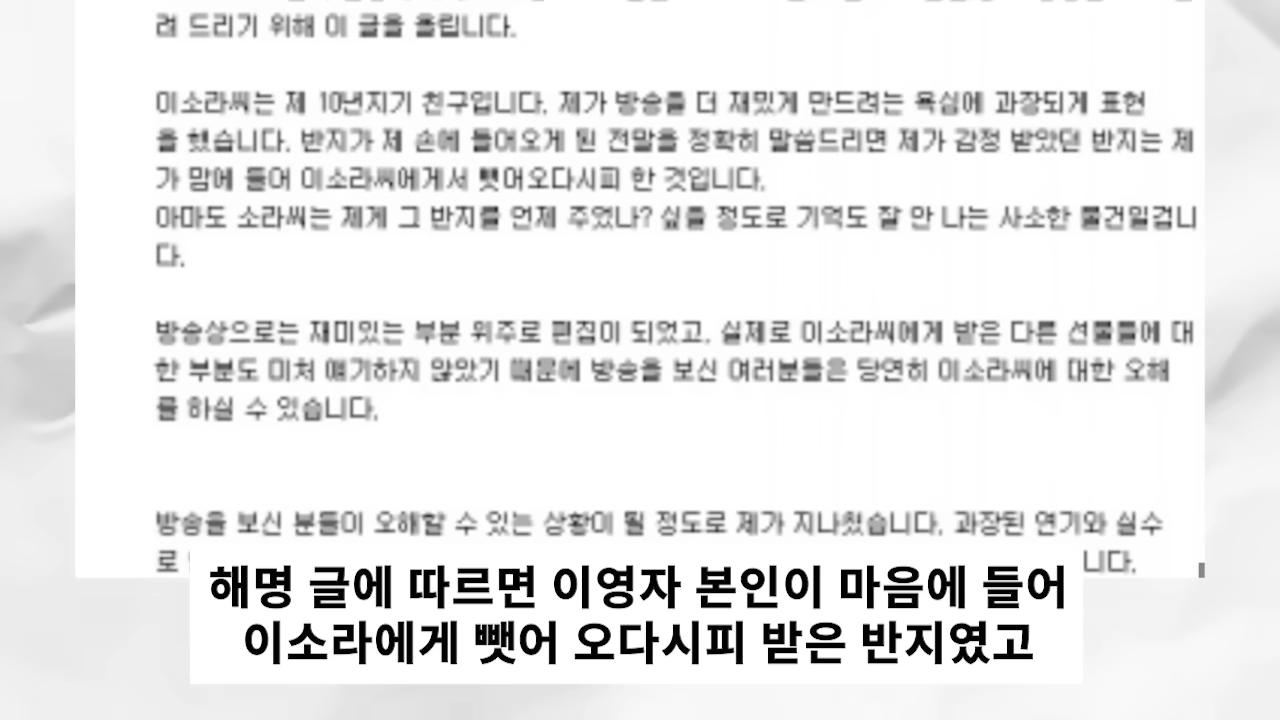 려 드리기 위해 이 글을 올립니다.
이소라씨는 제 10년지기 친구입니다. 제가 방송를 더 재밌게 만드려는 욕심에 과장되게 표현
을 했습니다. 반지가 제 손에 들어오게 된 전말을 정확히 말씀드리면 제가 감정 받았던 반지는 제
가 맘에 들어 이소라씨에게서 뺏어오다시피 한 것입니다.
아마도 소라씨는 제게 그 반지를 언제 주었나? 싶을 정도로 기억도 잘 안 나는 사소한 물건일겁니
다.
방송상으로는 재미있는 부분 위주로 편집이 되었고, 실제로 이소라씨에게 받은 다른 선물들에 대
한 부분도 미처 얘기하지 않았기 때문에 방송을 보신 여러분들은 당연히 이소라씨에 대한 오해
를 하실 수 있습니다.
방송을 보신 분들이 오해할 수 있는 상황이 될 정도로 제가 지나쳤습니다. 과장된 연기와 실수
로 니다.
해명 글에 따르면 이영자 본인이 마음에 들어
이소라에게 뺏어 오다시피 받은 반지였고